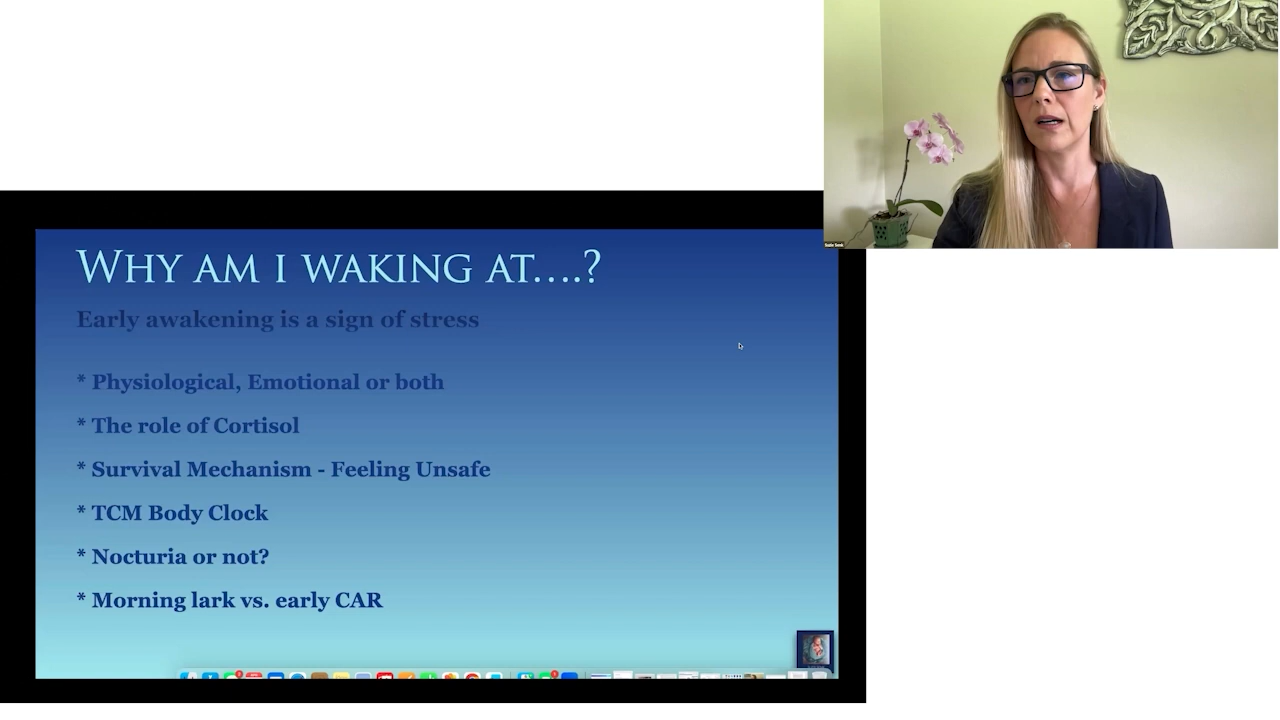 WHY AM I WAKING AT....?
Early awakening is a sign of stress
* Physiological, Emotional or both
* The role of Cortisol
* Survival Mechanism - Feeling Unsafe
* TCM Body Clock
* Nocturia or not?
* Morning lark vs. early CAR